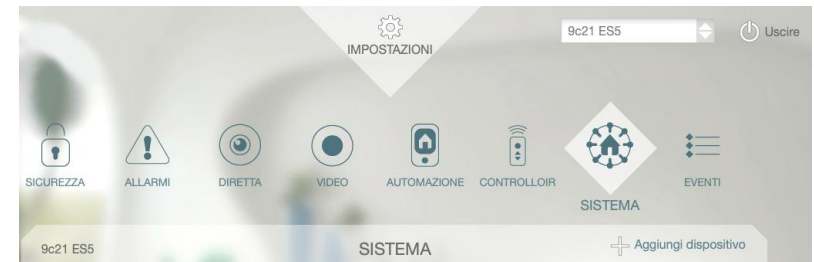 IMPOSTAZIONI
9c21 ES5
Uscire
SICUREZZA
ALLARMI
DIRETTA
VIDEO
AUTOMAZIONE
CONTROLLOIR
SISTEMA
EVENTI
9c21 ES5
SISTEMA
Aggiungi dispositivo